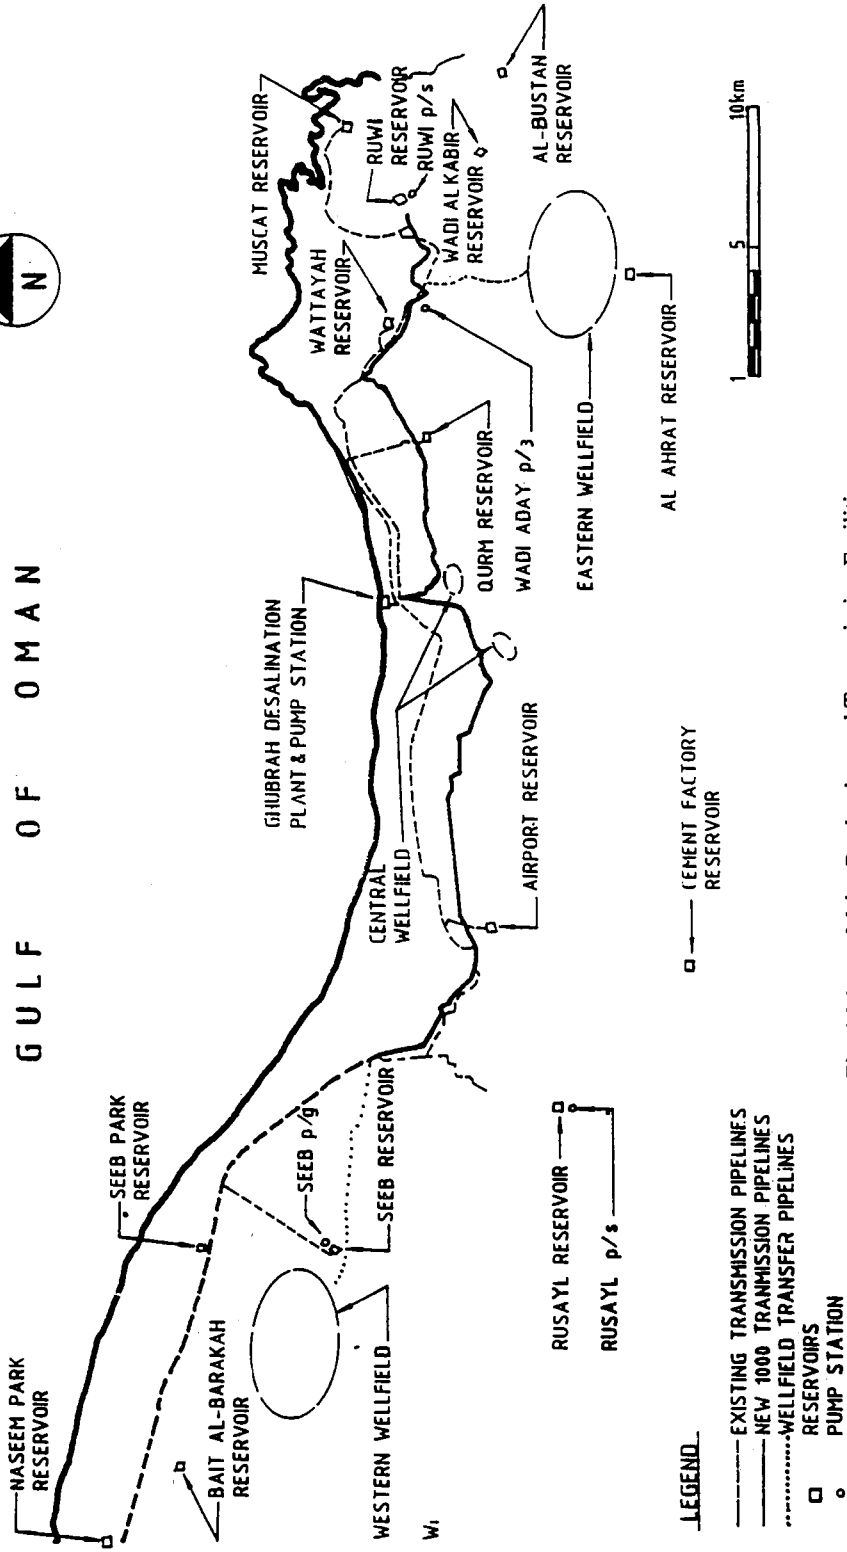 GULF OF OMAN
N
NASEEM PARK
RESERVOIR
SEEB PARK
RESERVOIR
BAIT AL-BARAKAH
RESERVOIR
WESTERN WELLFIELD
SEEB p/g
SEEB RESERVOIR
RUSAYL RESERVOIR
RUSAYL p/s
CENTRAL
WELLFIELD
GHUBRAH DESALINATION
PLANT & PUMP STATION
AIRPORT RESERVOIR
CEMENT FACTORY
RESERVOIR
QURM RESERVOIR
WADI ADAY p/3
EASTERN WELLFIELD
AL AHRAT RESERVOIR
WATTAYAH
RESERVOIR
MUSCAT RESERVOIR
RUWI
RESERVOIR
RUWI p/s
WADI AL KABIR
RESERVOIR
AL-BUSTAN
RESERVOIR
1 5 10km
W
LEGEND
EXISTING TRANSMISSION PIPELINES
NEW 1000 TRANMISSION PIPELINES
WELLFIELD TRANSFER PIPELINES
RESERVOIRS
PUMP STATION